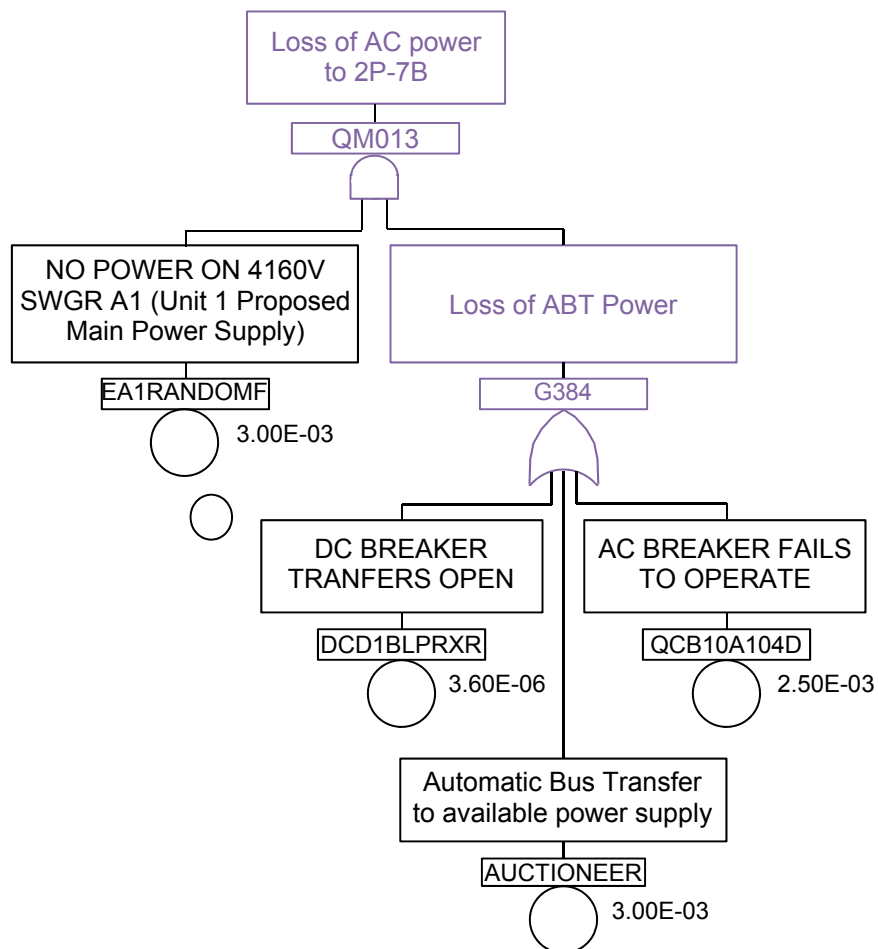 Loss of AC power
to 2P-7B
QM013
NO POWER ON 4160V
SWGR A1 (Unit 1 Proposed
Main Power Supply)
EA1RANDOMF
3.00E-03
Loss of ABT Power
G384
DC BREAKER
TRANFERS OPEN
DCD1BLPRXR
3.60E-06
AC BREAKER FAILS
TO OPERATE
QCB10A104D
2.50E-03
Automatic Bus Transfer
to available power supply
AUCTIONEER
3.00E-03